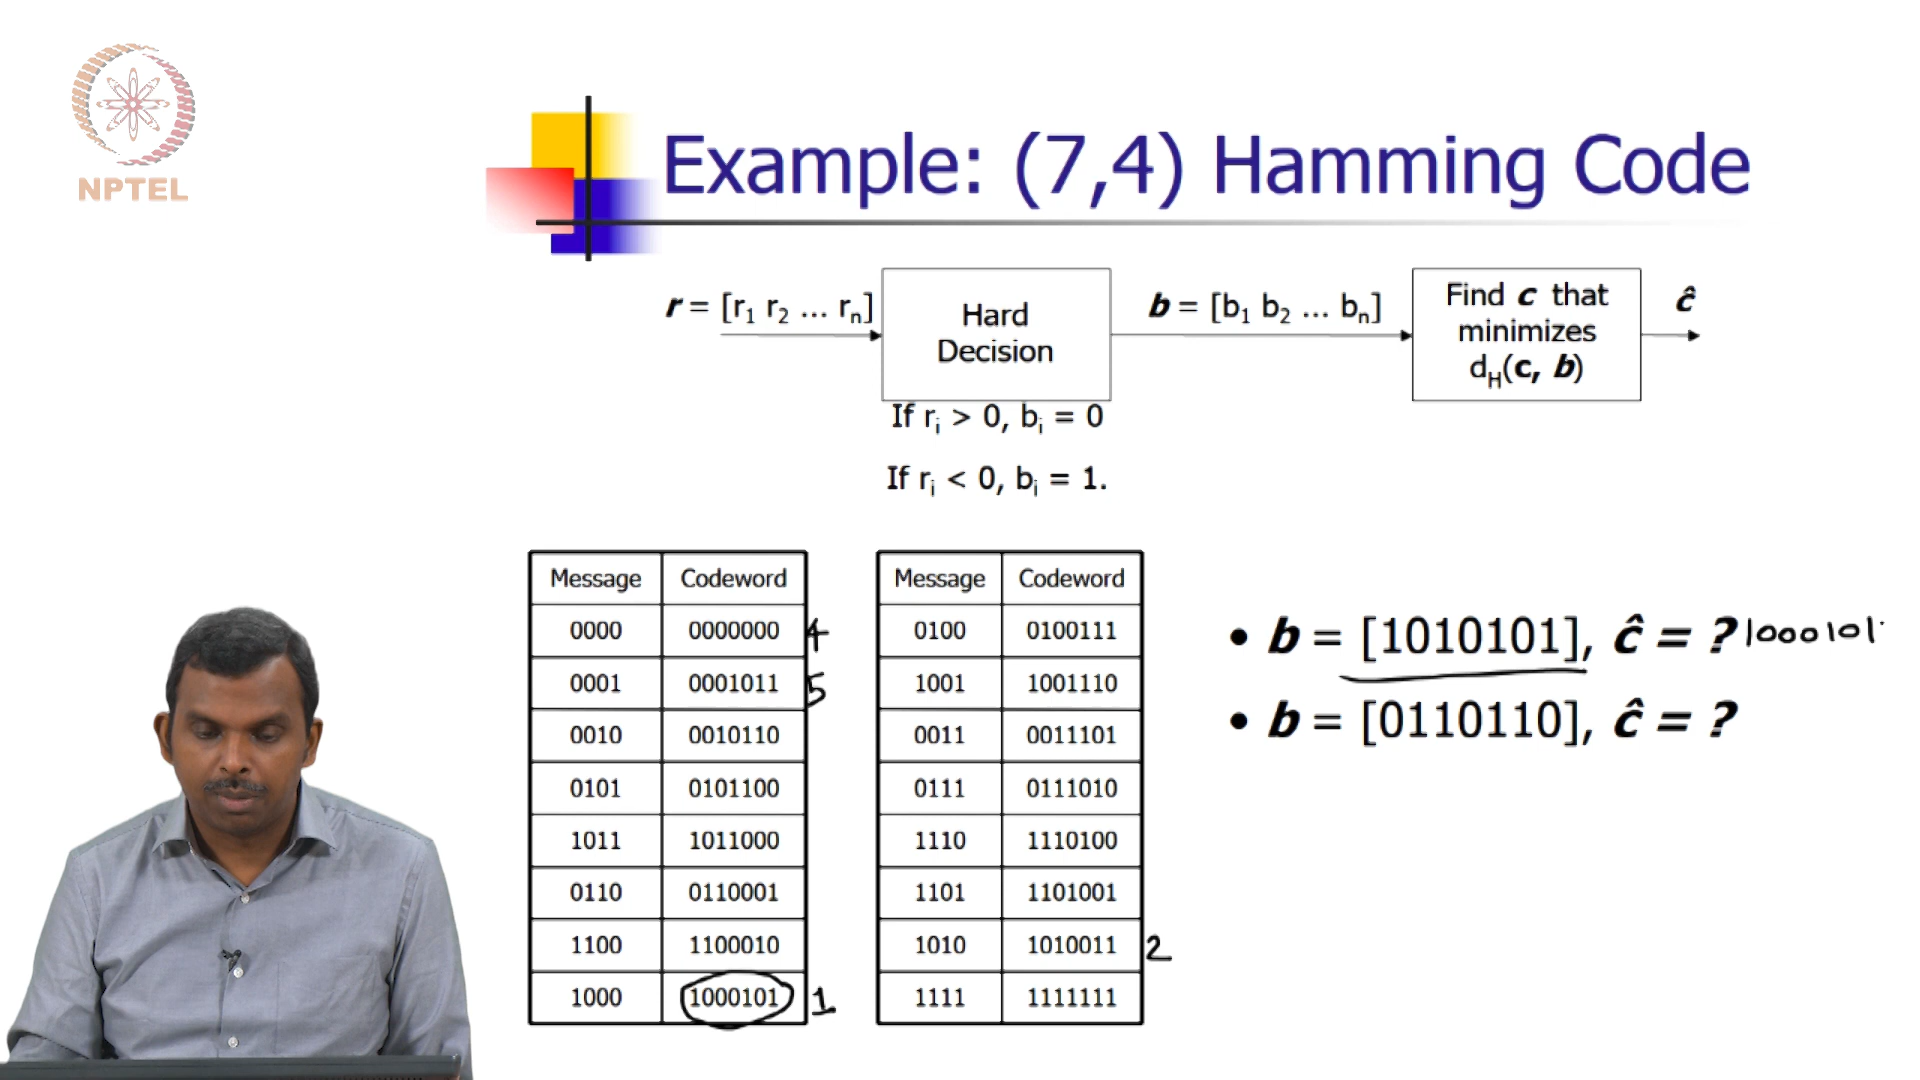 NPTEL
Example: (7,4) Hamming Code
r = [r₁ r₂ ... rₙ]
Hard
Decision
b = [b₁ b₂ ... bₙ]
Find c that
minimizes
d_H(c, b)
ĉ
If rᵢ > 0, bᵢ = 0
If rᵢ < 0, bᵢ = 1.
Message Codeword
0000 0000000 4
0001 0001011 5
0010 0010110
0101 0101100
1011 1011000
0110 0110001
1100 1100010
1000 1000101 1
Message Codeword
0100 0100111
1001 1001110
0011 0011101
0111 0111010
1110 1110100
1101 1101001
1010 1010011 2
1111 1111111
• b = [1010101], ĉ = ? 1000101
• b = [0110110], ĉ = ?